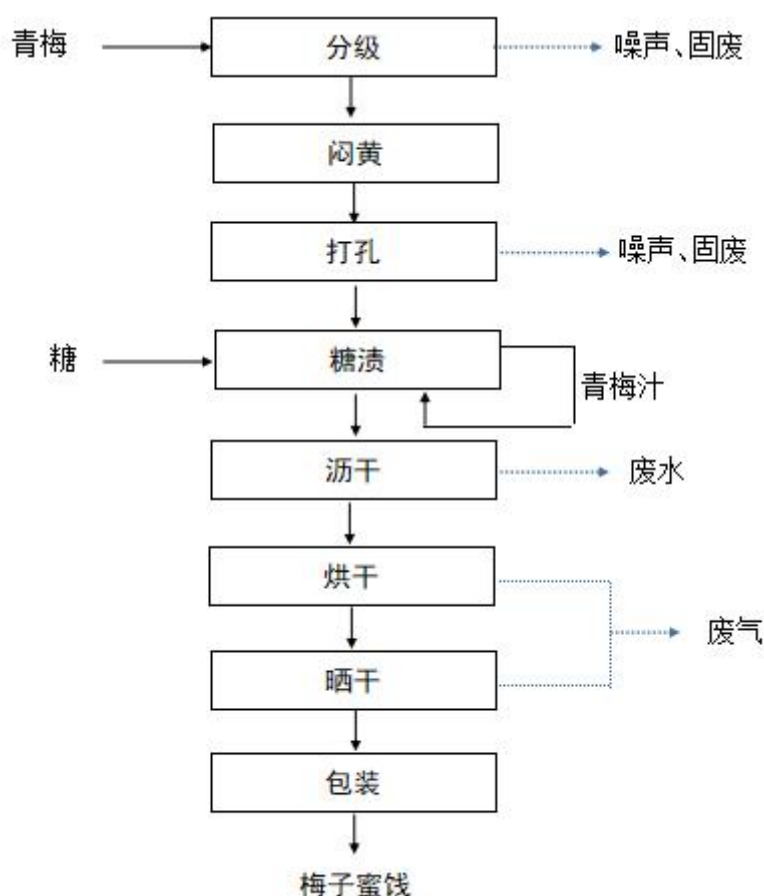 青梅
分级
噪声、固废
闷黄
打孔
噪声、固废
糖
糖渍
青梅汁
沥干
废水
烘干
废气
晒干
包装
梅子蜜饯